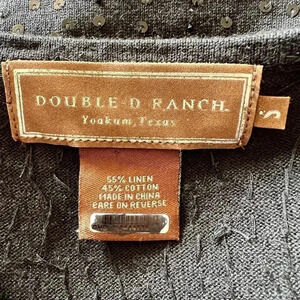 DOUBLE D RANCH
Yoakum, Texas
S
55% LINEN
45% COTTON
MADE IN CHINA
CARE ON REVERSE